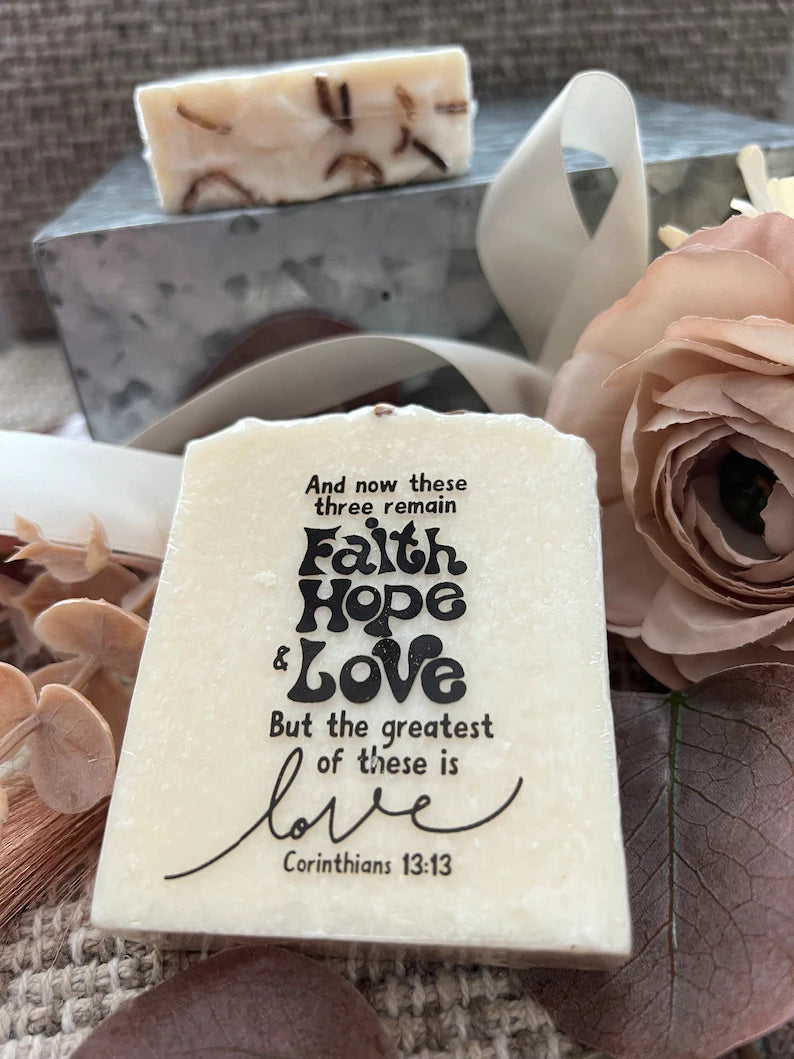 And now these
three remain
Faith
Hope
& Love
But the greatest
of these is
love
Corinthians 13:13